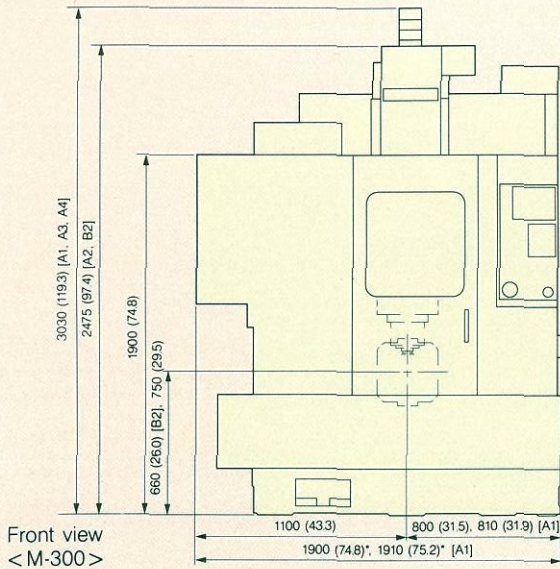 3030 (119.3) [A1, A3, A4]
2475 (97.4) [A2, B2]
1900 (74.8)
660 (26.0) [B2], 750 (29.5)
1100 (43.3)
800 (31.5), 810 (31.9) [A1]
1900 (74.8)*, 1910 (75.2)* [A1]
Front view
<M-300>